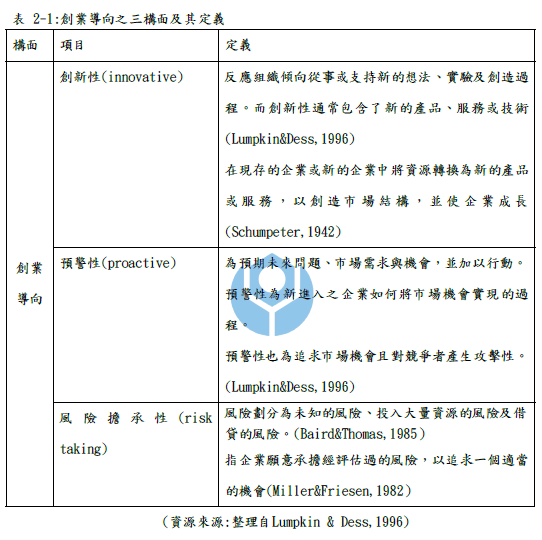 表 2-1:創業導向之三構面及其定義
構面 項目 定義
創業
導向
創新性(innovative)
反應組織傾向從事或支持新的想法、實驗及創造過
程。而創新性通常包含了新的產品、服務或技術
(Lumpkin&Dess,1996)
在現存的企業或新的企業中將資源轉換為新的產品
或服務，以創造市場結構，並使企業成長
(Schumpeter,1942)
預警性(proactive)
為預期未來問題、市場需求與機會，並加以行動。
預警性為新進入之企業如何將市場機會實現的過
程。
預警性也為追求市場機會且對競爭者產生攻擊性。
(Lumpkin&Dess,1996)
風險擔承性(risk
taking)
風險劃分為未知的風險、投入大量資源的風險及借
貸的風險。(Baird&Thomas,1985)
指企業願意承擔經評估過的風險，以追求一個適當
的機會(Miller&Friesen,1982)
(資源來源:整理自Lumpkin & Dess,1996)